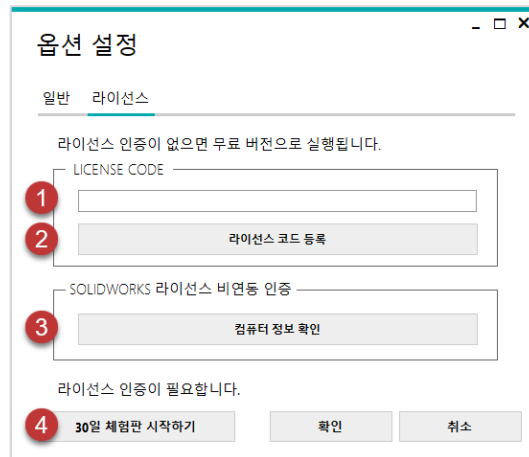 옵션 설정
일반 라이선스
라이선스 인증이 없으면 무료 버전으로 실행됩니다.
LICENSE CODE
1
2 라이선스 코드 등록
SOLIDWORKS 라이선스 비연동 인증
3 컴퓨터 정보 확인
라이선스 인증이 필요합니다.
4 30일 체험판 시작하기 확인 취소